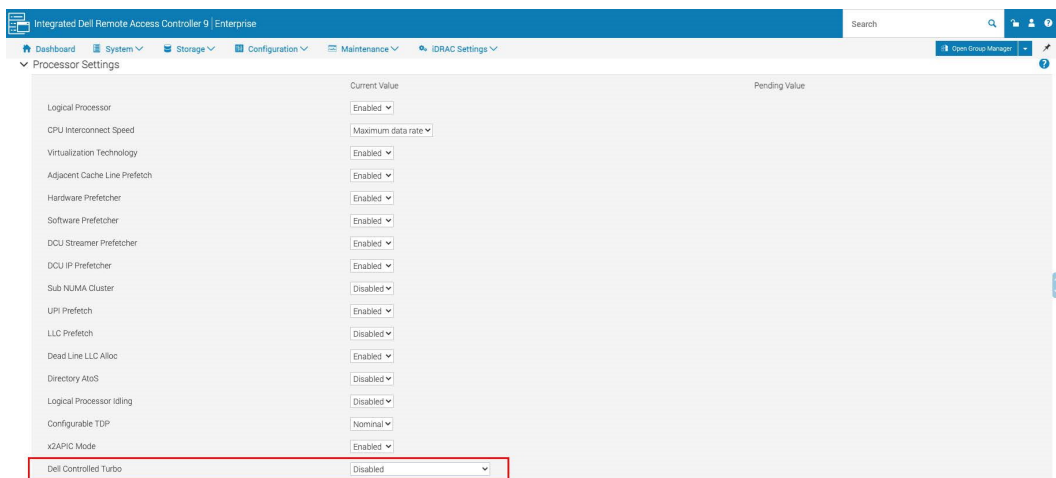 Integrated Dell Remote Access Controller 9 | Enterprise
Search
Dashboard System Storage Configuration Maintenance iDRAC Settings Open Group Manager
Processor Settings
Current Value Pending Value
Logical Processor Enabled
CPU Interconnect Speed Maximum data rate
Virtualization Technology Enabled
Adjacent Cache Line Prefetch Enabled
Hardware Prefetcher Enabled
Software Prefetcher Enabled
DCU Streamer Prefetcher Enabled
DCU IP Prefetcher Enabled
Sub NUMA Cluster Disabled
UPI Prefetch Enabled
LLC Prefetch Disabled
Dead Line LLC Alloc Enabled
Directory AtoS Disabled
Logical Processor Idling Disabled
Configurable TDP Nominal
x2APIC Mode Enabled
Dell Controlled Turbo Disabled